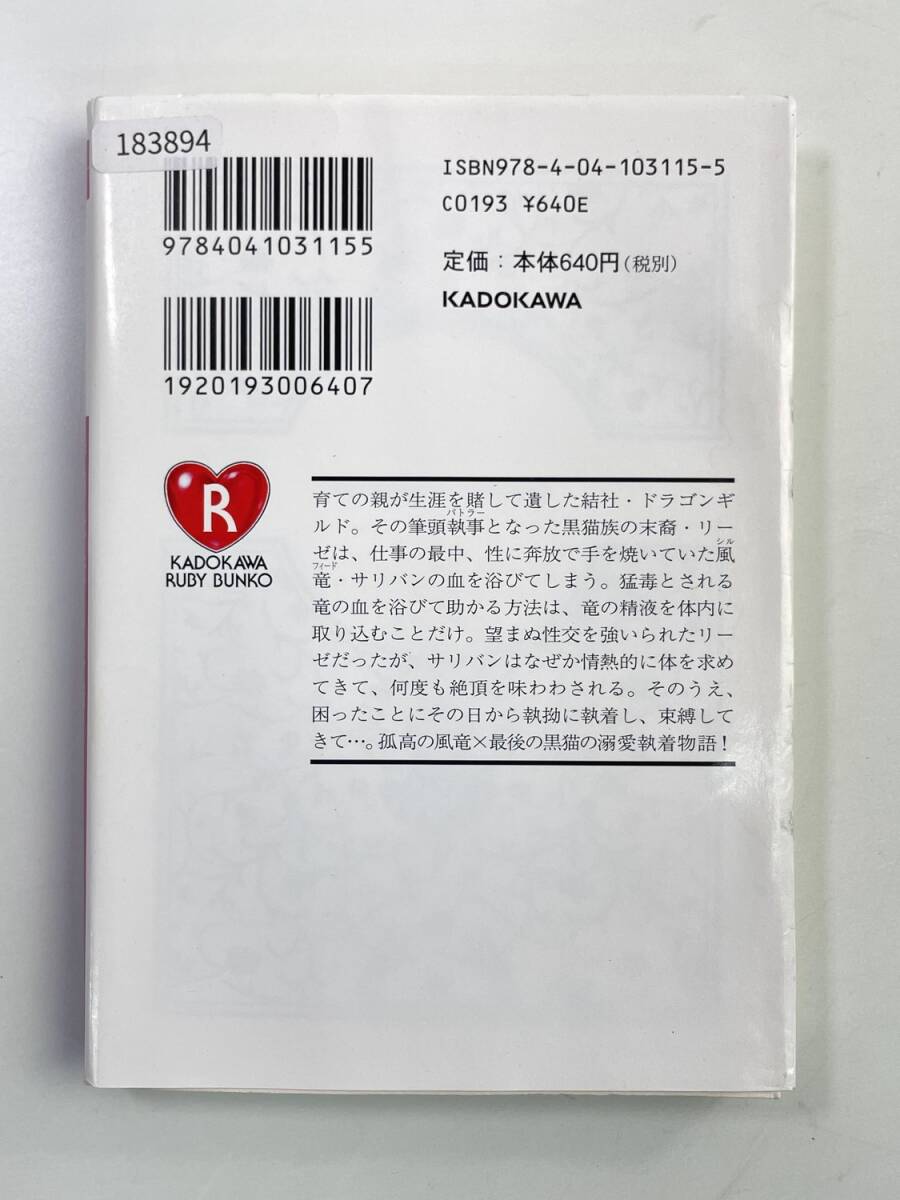 183894
9784041031155
1920193006407
ISBN978-4-04-103115-5
C0193 ¥640E
定価：本体640円（税別）
KADOKAWA
R
KADOKAWA
RUBY BUNKO
育ての親が生涯を賭して遺した結社・ドラゴンギ
バトラー
ルド。その筆頭執事となった黒猫族の末裔・リー
シル
ゼは、仕事の最中、性に奔放で手を焼いていた風
フィード
竜・サリバンの血を浴びてしまう。猛毒とされる
竜の血を浴びて助かる方法は、竜の精液を体内に
取り込むことだけ。望まぬ性交を強いられたリー
ゼだったが、サリバンはなぜか情熱的に体を求め
てきて、何度も絶頂を味わわされる。そのうえ、
困ったことにその日から執拗に執着し、束縛して
きて…。孤高の風竜×最後の黒猫の溺愛執着物語！